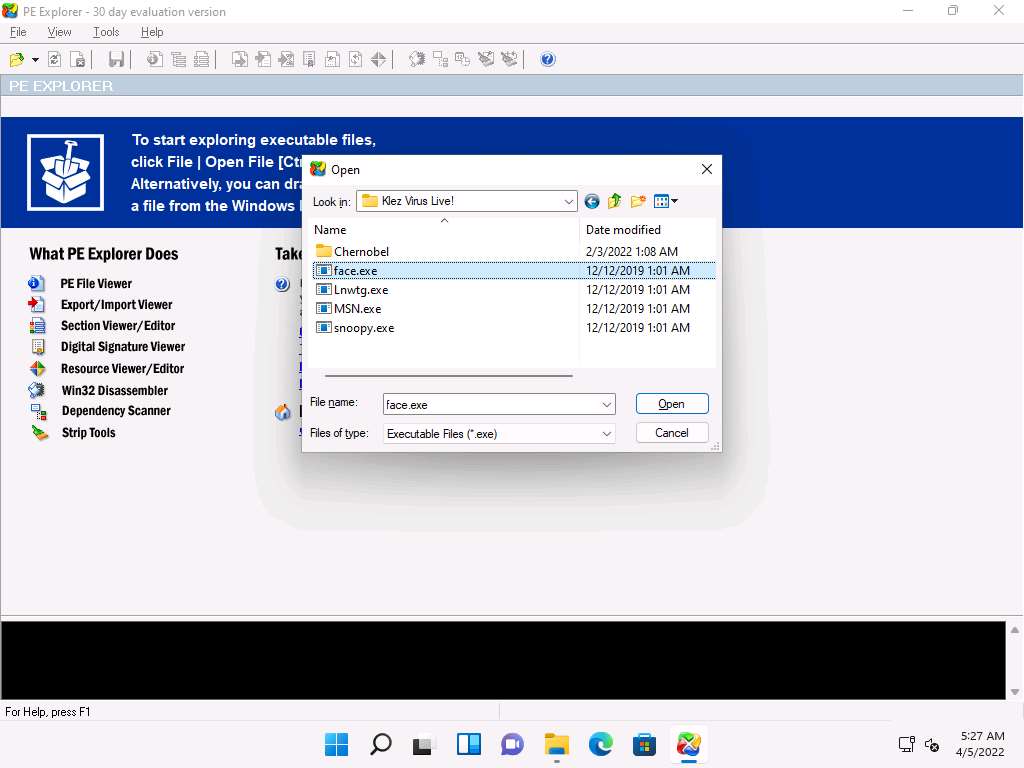 PE Explorer - 30 day evaluation version
File View Tools Help
PE EXPLORER
To start exploring executable files,
click File | Open File [Ctr
Alternatively, you can dra
a file from the Windows
Open
Look in: Klez Virus Live!
Name Date modified
Chernobel 2/3/2022 1:08 AM
face.exe 12/12/2019 1:01 AM
Lnwtg.exe 12/12/2019 1:01 AM
MSN.exe 12/12/2019 1:01 AM
snoopy.exe 12/12/2019 1:01 AM
File name: face.exe Open
Files of type: Executable Files (*.exe) Cancel
What PE Explorer Does
PE File Viewer
Export/Import Viewer
Section Viewer/Editor
Digital Signature Viewer
Resource Viewer/Editor
Win32 Disassembler
Dependency Scanner
Strip Tools
Take
For Help, press F1
5:27 AM
4/5/2022